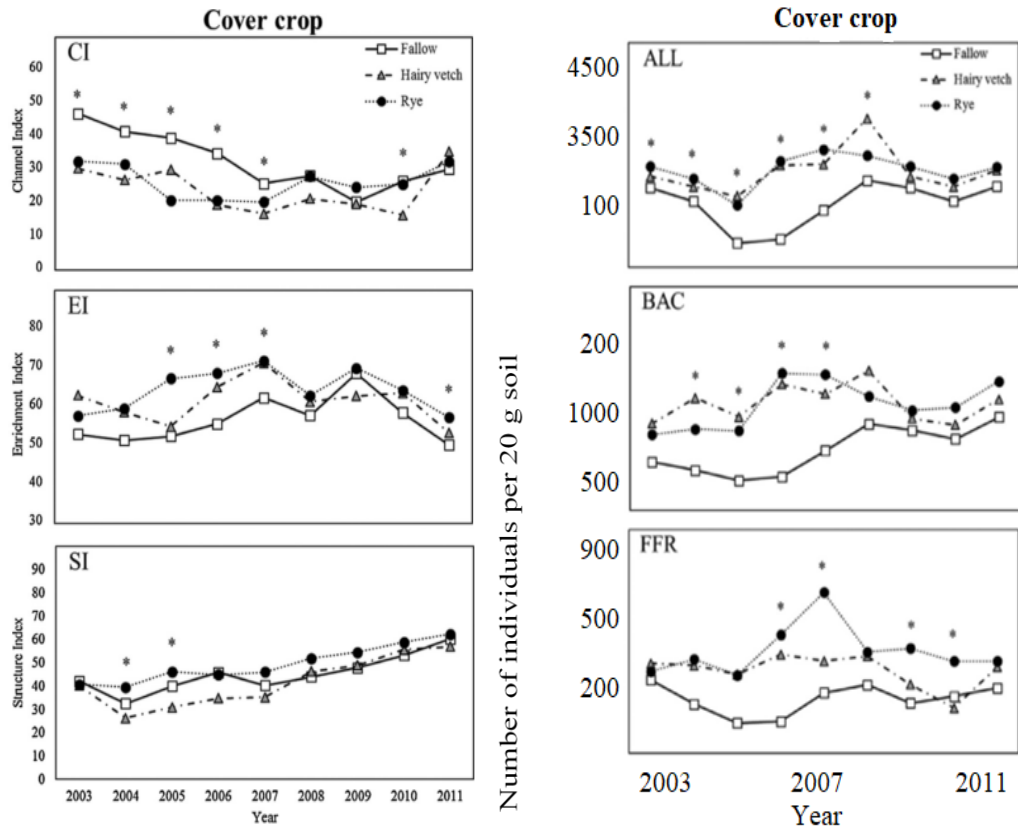 Cover crop
CI
Fallow
Hairy vetch
Rye
60
50
40
30
20
10
0
Channel Index
* * * * * *
EI
80
70
60
50
40
30
Enrichment Index
* * * *
SI
90
80
70
60
50
40
30
20
10
0
Structure Index
* *
2003 2004 2005 2006 2007 2008 2009 2010 2011
Year
Number of individuals per 20 g soil
Cover crop
ALL
Fallow
Hairy vetch
Rye
4500
3500
100
* * * * * *
BAC
200
1000
500
* * * *
FFR
900
500
200
* * * *
2003 2007 2011
Year